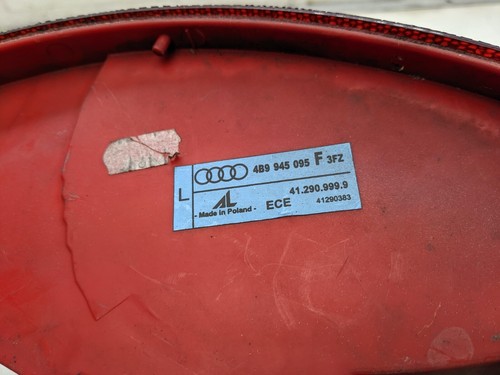 L
4B9 945 095 F 3FZ
41.290.999.9
AL
- Made in Poland -
ECE
41290383